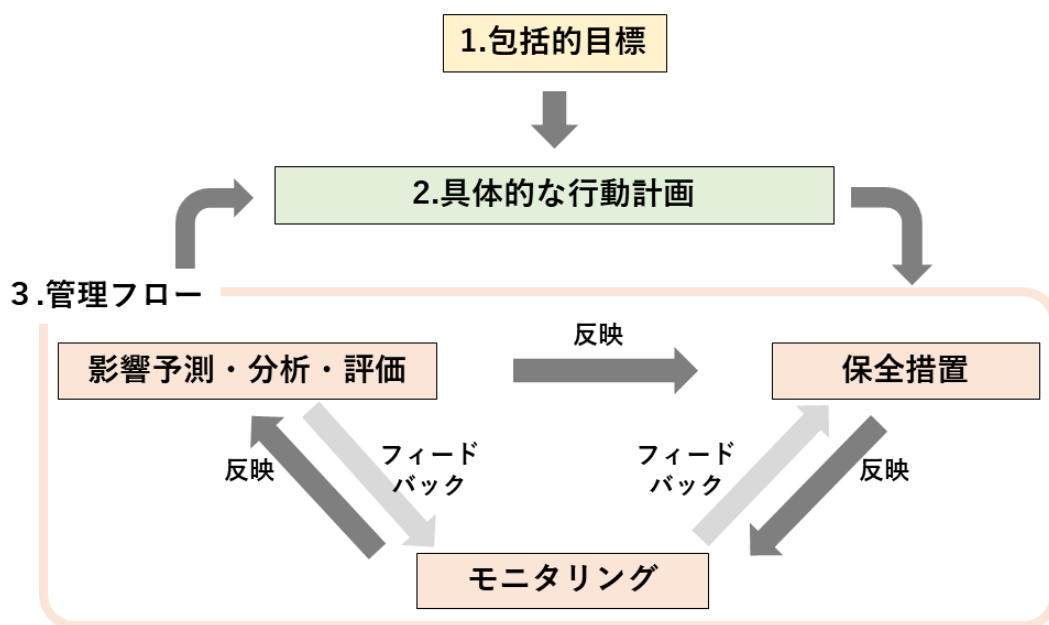 1.包括的目標
2.具体的な行動計画
３.管理フロー
反映
影響予測・分析・評価
保全措置
反映
フィード
バック
フィード
バック
反映
モニタリング